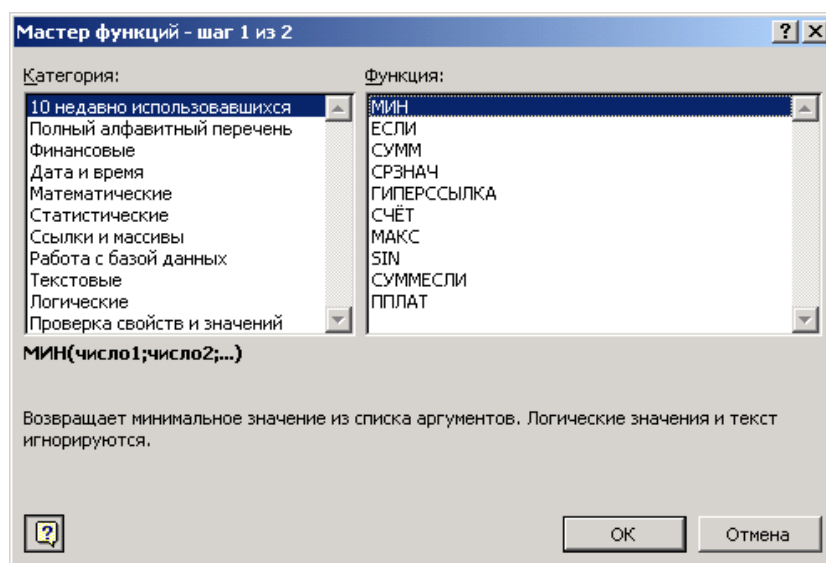 Мастер функций - шаг 1 из 2
Категория:
Функция:
10 недавно использовавшихся
Полный алфавитный перечень
Финансовые
Дата и время
Математические
Статистические
Ссылки и массивы
Работа с базой данных
Текстовые
Логические
Проверка свойств и значений
МИН
ЕСЛИ
СУММ
СРЗНАЧ
ГИПЕРССЫЛКА
СЧЁТ
МАКС
SIN
СУММЕСЛИ
ППЛАТ
МИН(число1;число2;...)
Возвращает минимальное значение из списка аргументов. Логические значения и текст
игнорируются.
ОК
Отмена